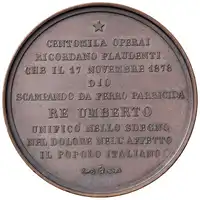 CENTOMILA OPERAI
RICORDANO PLAUDENTI
CHE IL 17 NOVEMBRE 1878
DIO
SCAMPANDO DA FERRO PARRICIDA
RE UMBERTO
UNIFICÒ NELLO SDEGNO
NEL DOLORE NELL'AFFETTO
IL POPOLO ITALIANO